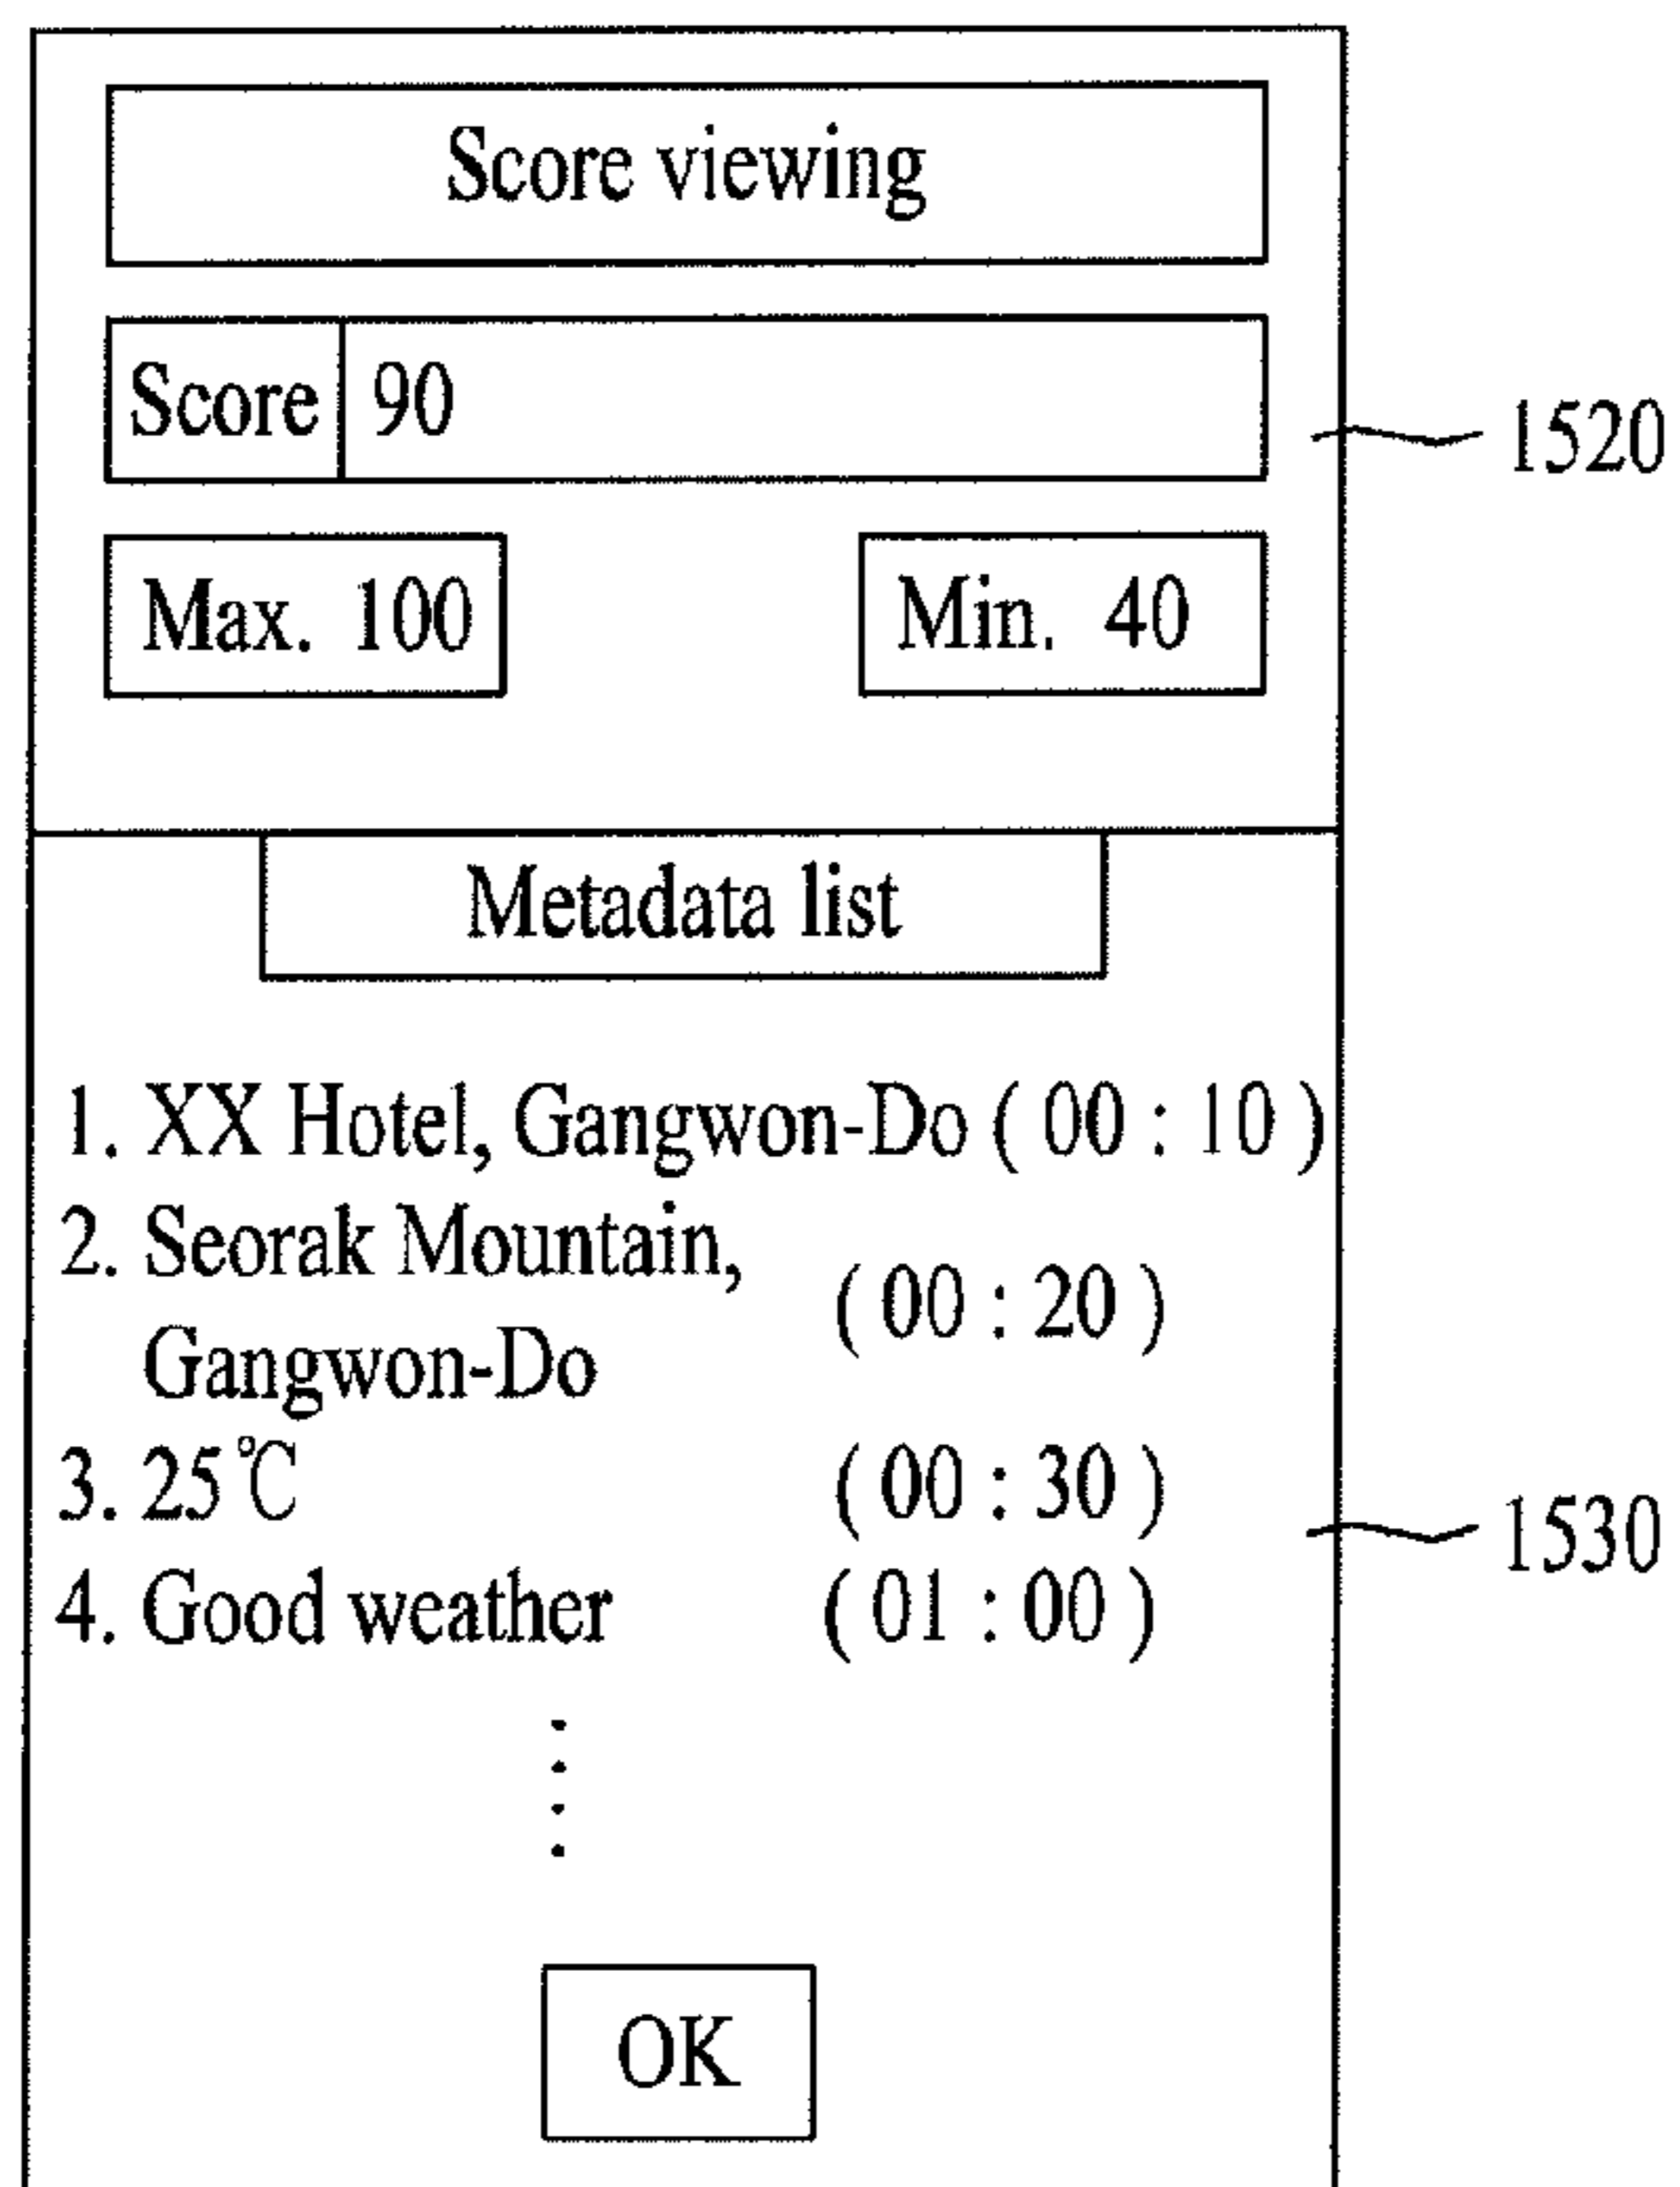 Score viewing
Score 90
1520
Max. 100 Min. 40
Metadata list
1. XX Hotel, Gangwon-Do ( 00 : 10 )
2. Seorak Mountain,
( 00 : 20 )
Gangwon-Do
3. 25℃ ( 00 : 30 )
1530
4. Good weather ( 01 : 00 )
OK